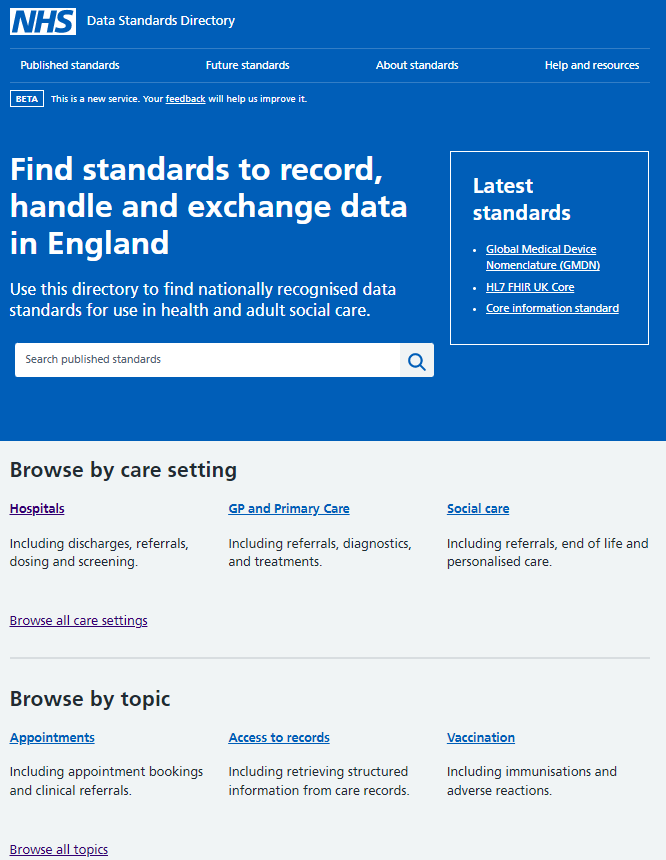 NHS Data Standards Directory
Published standards Future standards About standards Help and resources
BETA This is a new service. Your feedback will help us improve it.
Find standards to record,
handle and exchange data
in England
Use this directory to find nationally recognised data
standards for use in health and adult social care.
Search published standards
Latest
standards
Global Medical Device
Nomenclature (GMDN)
HL7 FHIR UK Core
Core information standard
Browse by care setting
Hospitals
Including discharges, referrals,
dosing and screening.
GP and Primary Care
Including referrals, diagnostics,
and treatments.
Social care
Including referrals, end of life and
personalised care.
Browse all care settings
Browse by topic
Appointments
Including appointment bookings
and clinical referrals.
Access to records
Including retrieving structured
information from care records.
Vaccination
Including immunisations and
adverse reactions.
Browse all topics